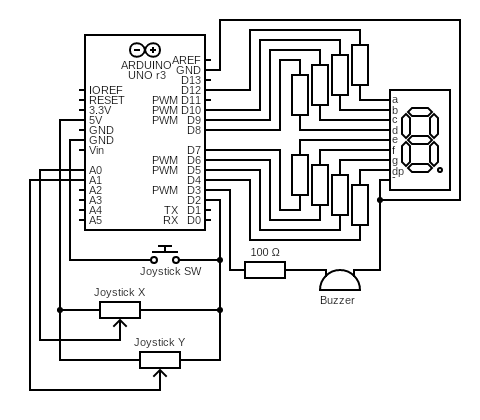 ARDUINO
UNO r3
AREF
GND
D13
D12
PWM D11
PWM D10
PWM D9
D8
D7
PWM D6
PWM D5
D4
PWM D3
D2
TX D1
RX D0
IOREF
RESET
3.3V
5V
GND
GND
Vin
A0
A1
A2
A3
A4
A5
a
b
c
d
e
f
g
dp
-
Joystick SW
100 Ω
Buzzer
Joystick X
Joystick Y